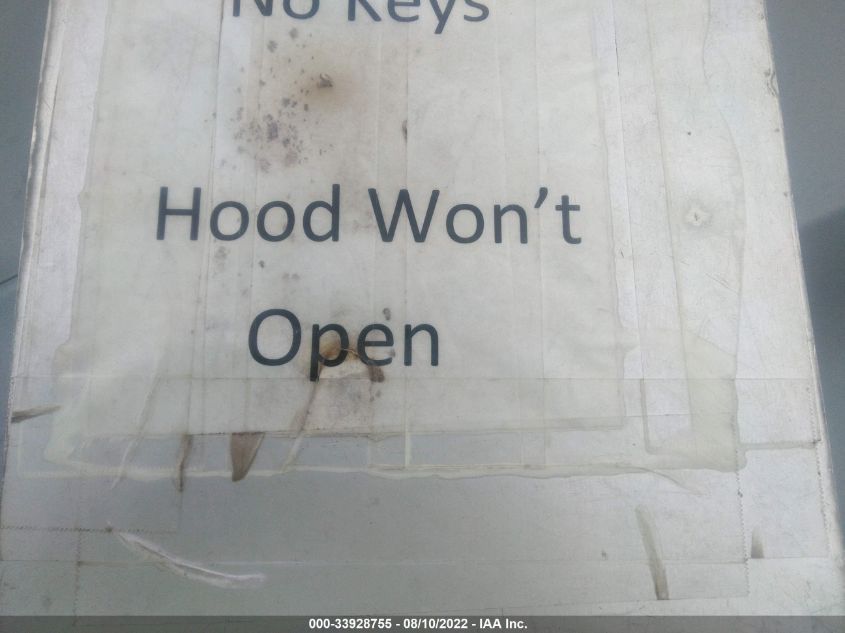 No Keys
Hood Won't
Open
000-33928755 - 08/10/2022 - IAA Inc.